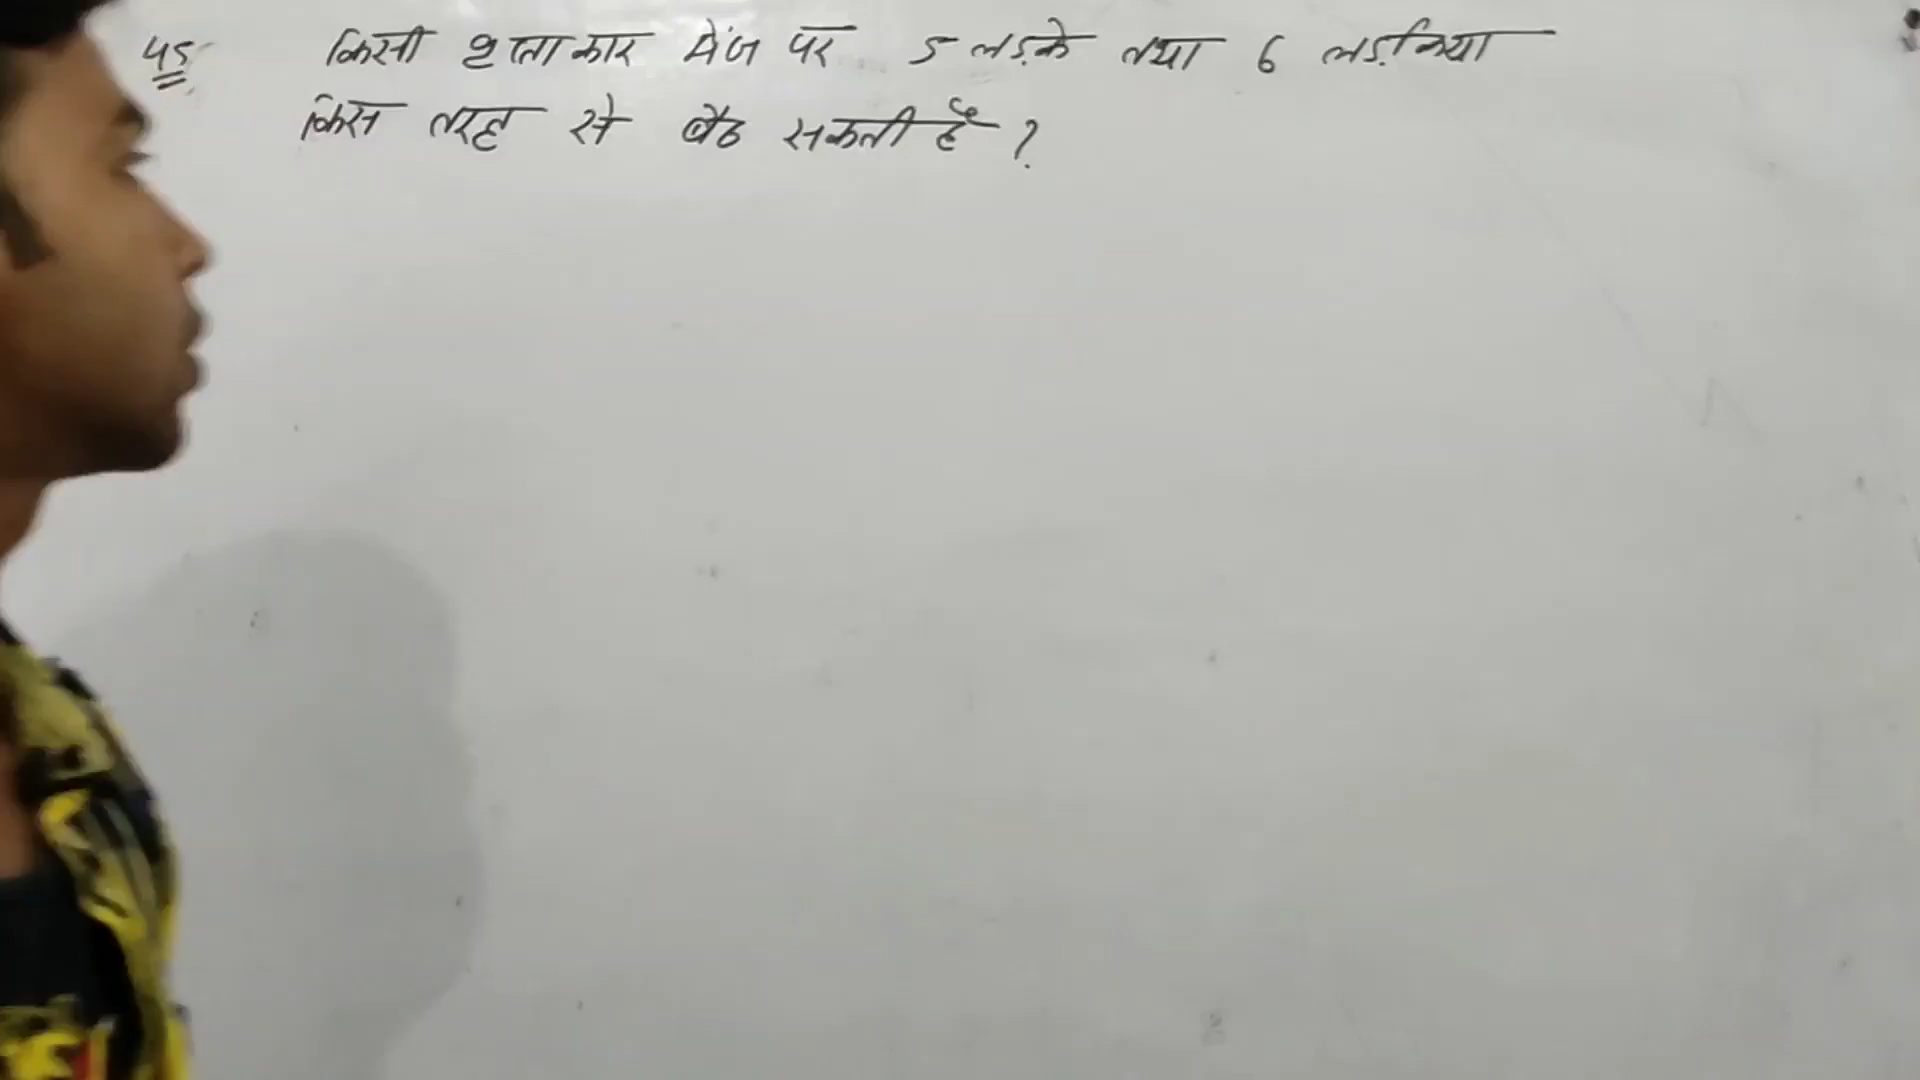 45. किसी वृत्ताकार मेज पर 5 लड़के तथा 6 लड़किया
किस तरह से बैठ सकती हैं ?